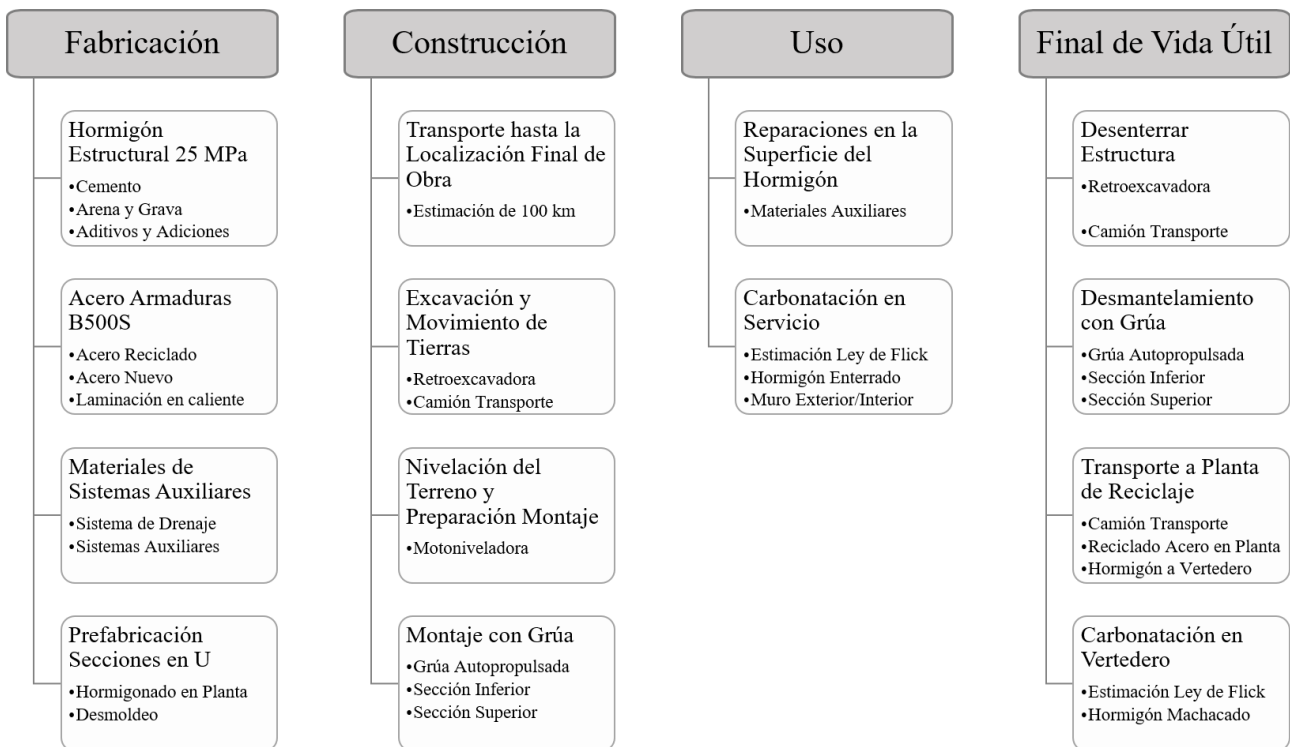 Fabricación
Hormigón
Estructural 25 MPa
•Cemento
•Arena y Grava
•Aditivos y Adiciones
Acero Armaduras
B500S
•Acero Reciclado
•Acero Nuevo
•Laminación en caliente
Materiales de
Sistemas Auxiliares
•Sistema de Drenaje
•Sistemas Auxiliares
Prefabricación
Secciones en U
•Hormigonado en Planta
•Desmoldeo
Construcción
Transporte hasta la
Localización Final de
Obra
•Estimación de 100 km
Excavación y
Movimiento de
Tierras
•Retroexcavadora
•Camión Transporte
Nivelación del
Terreno y
Preparación Montaje
•Motoniveladora
Montaje con Grúa
•Grúa Autopropulsada
•Sección Inferior
•Sección Superior
Uso
Reparaciones en la
Superficie del
Hormigón
•Materiales Auxiliares
Carbonatación en
Servicio
•Estimación Ley de Flick
•Hormigón Enterrado
•Muro Exterior/Interior
Final de Vida Útil
Desenterrar
Estructura
•Retroexcavadora
•Camión Transporte
Desmantelamiento
con Grúa
•Grúa Autopropulsada
•Sección Inferior
•Sección Superior
Transporte a Planta
de Reciclaje
•Camión Transporte
•Reciclado Acero en Planta
•Hormigón a Vertedero
Carbonatación en
Vertedero
•Estimación Ley de Flick
•Hormigón Machacado